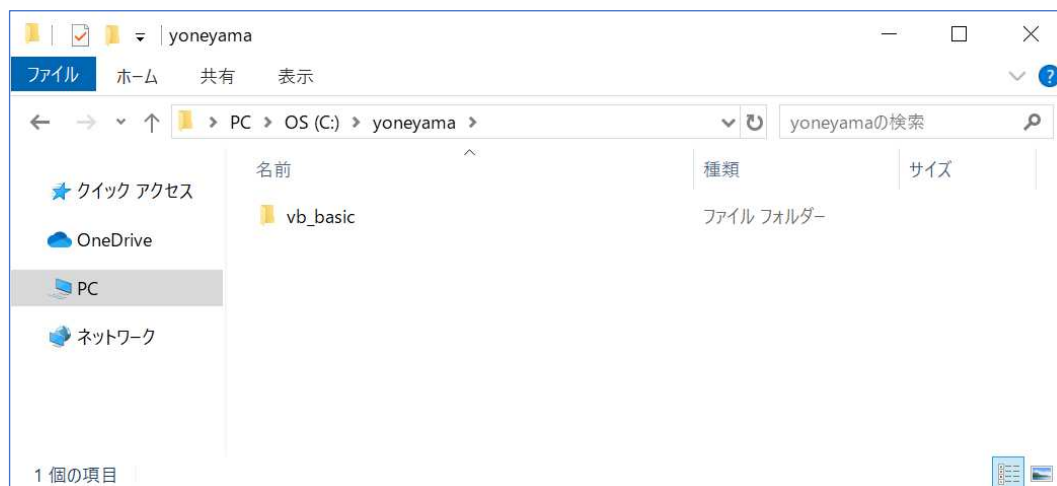 yoneyama
ファイル ホーム 共有 表示
PC OS (C:) yoneyama yoneyamaの検索
名前 種類 サイズ
クイック アクセス
vb_basic ファイル フォルダー
OneDrive
PC
ネットワーク
1 個の項目